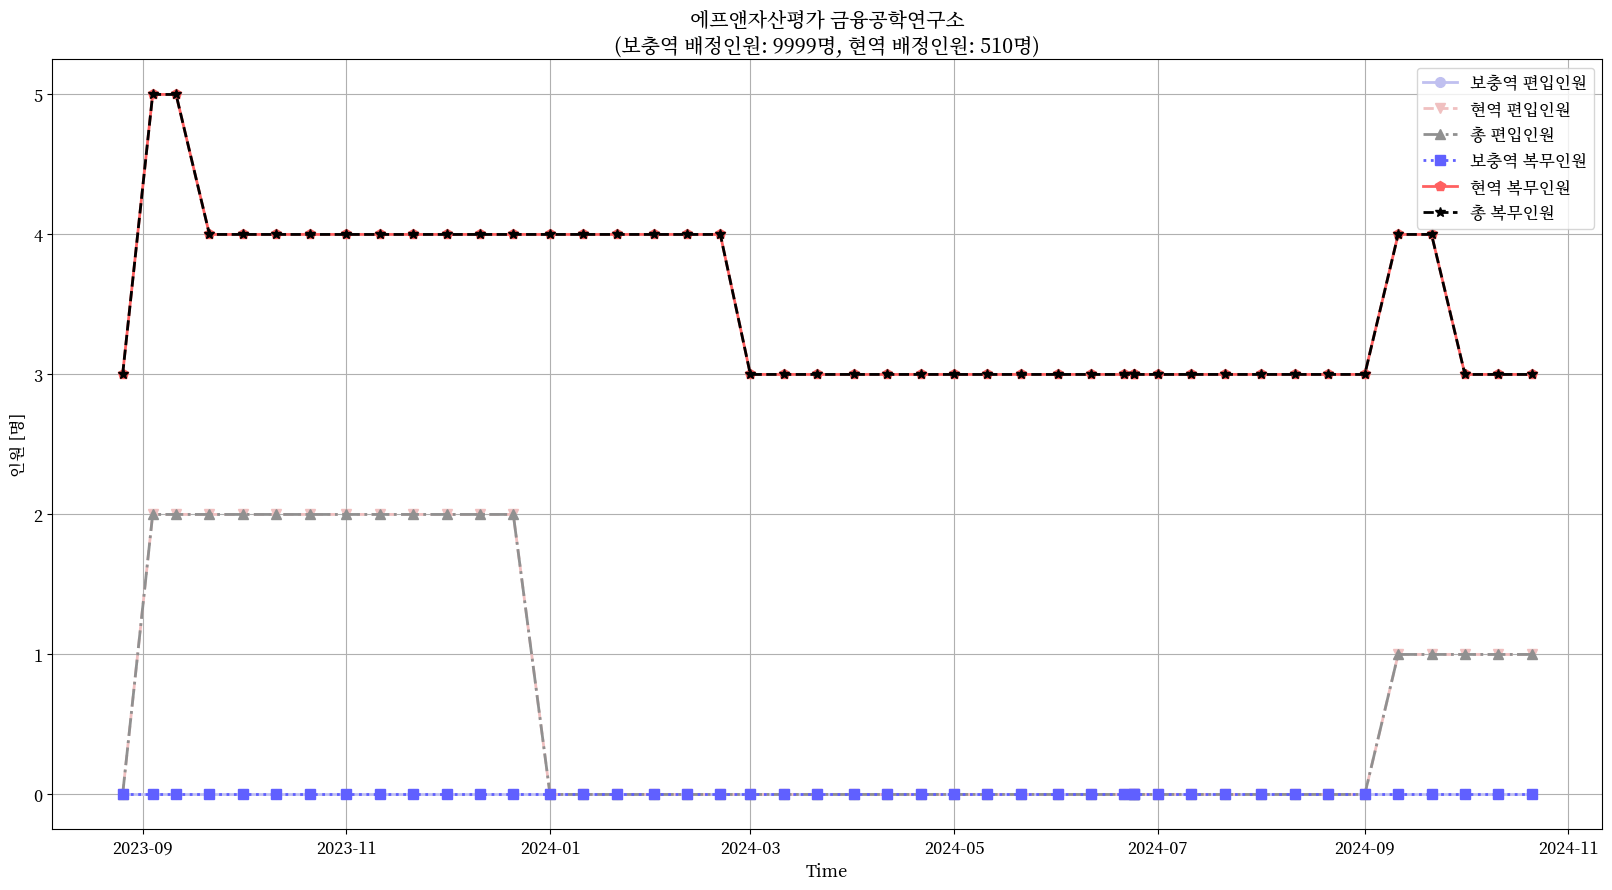 에프앤자산평가 금융공학연구소
(보충역 배정인원: 9999명, 현역 배정인원: 510명)
보충역 편입인원
현역 편입인원
총 편입인원
보충역 복무인원
현역 복무인원
총 복무인원
인원 [명]
5
4
3
2
1
0
2023-09
2023-11
2024-01
2024-03
2024-05
2024-07
2024-09
2024-11
Time